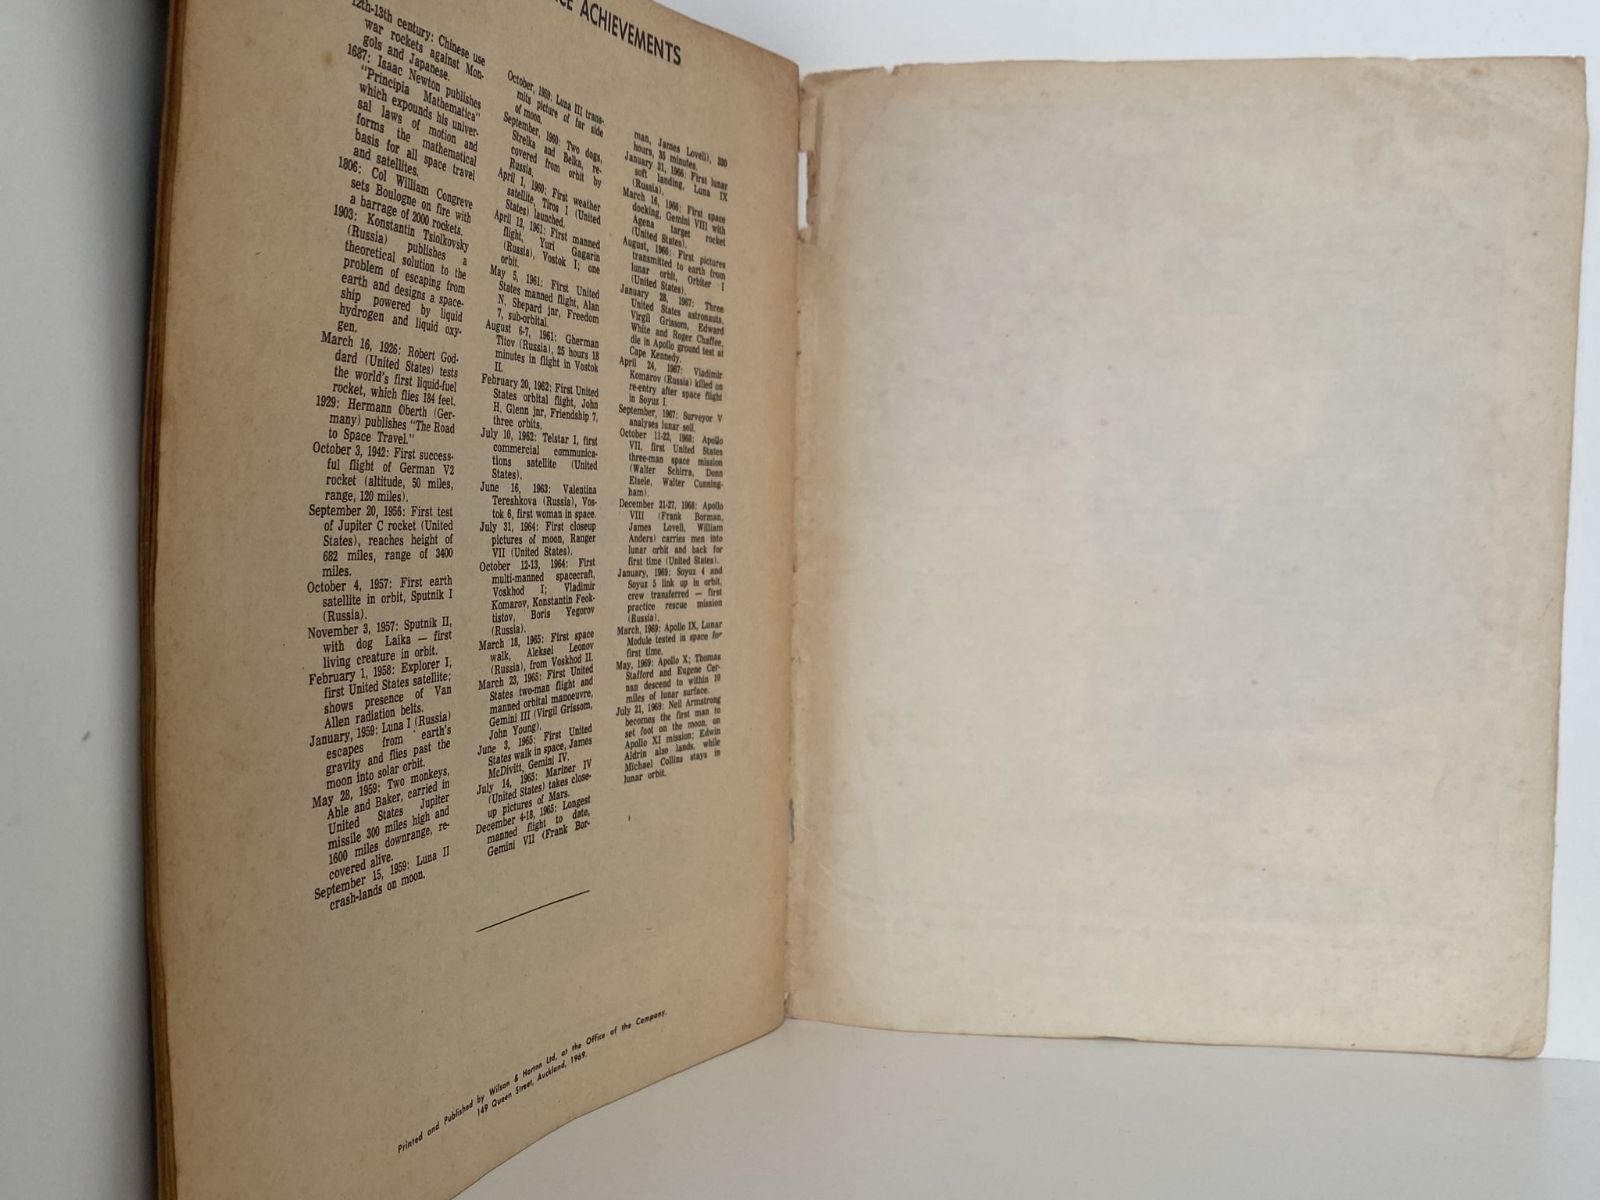 ACHIEVEMENTS
12th-13th century: Chinese use
war rockets against Mon-
gols and Japanese.
1687: Isaac Newton publishes
"Principia Mathematica"
which expounds his univer-
sal laws of motion and
forms the mathematical
basis for all space travel
and satellites.
1806: Col William Congreve
sets Boulogne on fire with
a barrage of 2000 rockets.
1903: Konstantin Tsiolkovsky
(Russia) publishes a
theoretical solution to the
problem of escaping from
earth and designs a space-
ship powered by liquid
hydrogen and liquid oxy-
gen.
March 16, 1926: Robert God-
dard (United States) tests
the world's first liquid-fuel
rocket, which flies 184 feet.
1929: Hermann Oberth (Ger-
many) publishes "The Road
to Space Travel."
October 3, 1942: First success-
ful flight of German V2
rocket (altitude, 50 miles,
range, 120 miles).
September 20, 1956: First test
of Jupiter C rocket (United
States), reaches height of
682 miles, range of 3400
miles.
October 4, 1957: First earth
satellite in orbit, Sputnik I
(Russia).
November 3, 1957: Sputnik II,
with dog Laika — first
living creature in orbit.
February 1, 1958: Explorer I,
first United States satellite;
shows presence of Van
Allen radiation belts.
January, 1959: Luna I (Russia)
escapes from earth's
gravity and flies past the
moon into solar orbit.
May 28, 1959: Two monkeys,
Able and Baker, carried in
United States Jupiter
missile 300 miles high and
1600 miles downrange, re-
covered alive.
September 15, 1959: Luna II
crash-lands on moon.
October, 1959: Luna III trans-
mits picture of far side
of moon.
September, 1960: Two dogs,
Strelka and Belka, re-
covered from orbit by
Russia.
April 1, 1960: First weather
satellite, Tiros I (United
States) launched.
April 12, 1961: First manned
flight, Yuri Gagarin
(Russia), Vostok I; one
orbit.
May 5, 1961: First United
States manned flight, Alan
N. Shepard jnr, Freedom
7, sub-orbital.
August 6-7, 1961: Gherman
Titov (Russia), 25 hours 18
minutes in flight in Vostok
II.
February 20, 1962: First United
States orbital flight, John
H. Glenn jnr, Friendship 7,
three orbits.
July 10, 1962: Telstar I, first
commercial communica-
tions satellite (United
States).
June 16, 1963: Valentina
Tereshkova (Russia), Vos-
tok 6, first woman in space.
July 31, 1964: First closeup
pictures of moon, Ranger
VII (United States).
October 12-13, 1964: First
multi-manned spacecraft,
Voskhod I; Vladimir
Komarov, Konstantin Feok-
tistov, Boris Yegorov
(Russia).
March 18, 1965: First space
walk, Aleksei Leonov
(Russia), from Voskhod II.
March 23, 1965: First United
States two-man flight and
manned orbital manoeuvre,
Gemini III (Virgil Grissom,
John Young).
June 3, 1965: First United
States walk in space, James
McDivitt, Gemini IV.
July 14, 1965: Mariner IV
(United States) takes close-
up pictures of Mars.
December 4-18, 1965: Longest
manned flight to date,
Gemini VII (Frank Bor-
man, James Lovell), 330
hours, 35 minutes.
January 31, 1966: First lunar
soft landing, Luna IX
(Russia).
March 16, 1966: First space
docking, Gemini VIII with
Agena target rocket
(United States).
August, 1966: First pictures
transmitted to earth from
lunar orbit, Orbiter I
(United States).
January 28, 1967: Three
United States astronauts,
Virgil Grissom, Edward
White and Roger Chaffee,
die in Apollo ground test at
Cape Kennedy.
April 24, 1967: Vladimir
Komarov (Russia) killed on
re-entry after space flight
in Soyuz I.
September, 1967: Surveyor V
analyses lunar soil.
October 11-22, 1968: Apollo
VII, first United States
three-man space mission
(Walter Schirra, Donn
Eisele, Walter Cunning-
ham).
December 21-27, 1968: Apollo
VIII (Frank Borman,
James Lovell, William
Anders) carries men into
lunar orbit and back for
first time (United States).
January, 1969: Soyuz 4 and
Soyuz 5 link up in orbit,
crew transferred — first
practice rescue mission
(Russia).
March, 1969: Apollo IX, Lunar
Module tested in space for
first time.
May, 1969: Apollo X; Thomas
Stafford and Eugene Cer-
nan descend to within 10
miles of lunar surface.
July 21, 1969: Neil Armstrong
becomes the first man to
set foot on the moon, on
Apollo XI mission; Edwin
Aldrin also lands, while
Michael Collins stays in
lunar orbit.
Printed and Published by Wilson & Horton Ltd, at the Office of the Company,
149 Queen Street, Auckland, 1969.